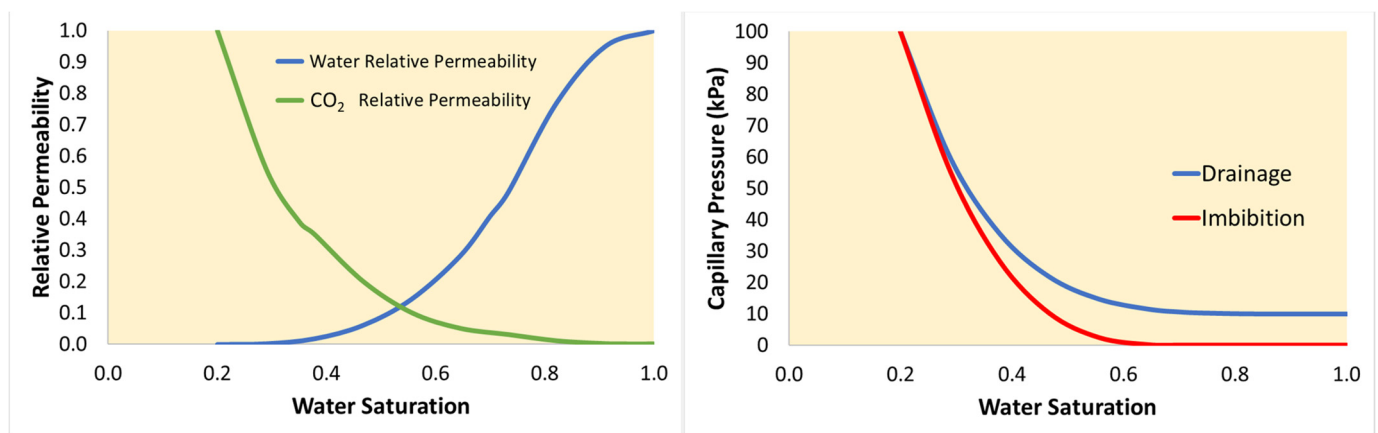 Relative Permeability
1.0
0.9
0.8
0.7
0.6
0.5
0.4
0.3
0.2
0.1
0.0
Water Relative Permeability
CO₂ Relative Permeability
0.0 0.2 0.4 0.6 0.8 1.0
Water Saturation
Capillary Pressure (kPa)
100
90
80
70
60
50
40
30
20
10
0
Drainage
Imbibition
0.0 0.2 0.4 0.6 0.8 1.0
Water Saturation